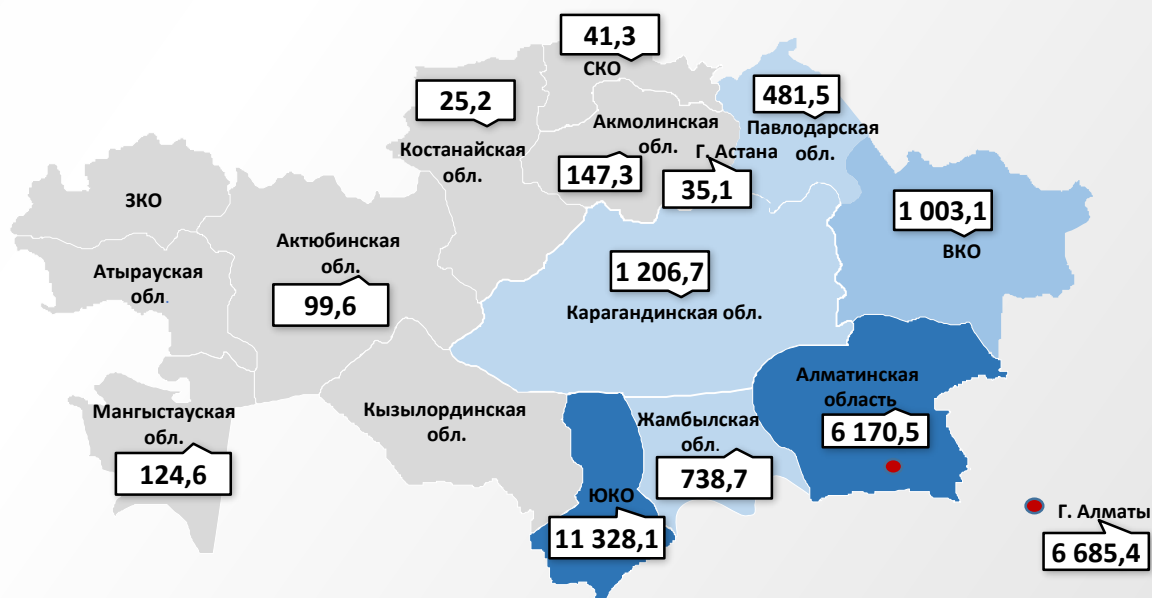 41,3
СКО
25,2
Костанайская
обл.
Акмолинская
обл.
147,3
Г. Астана
35,1
481,5
Павлодарская
обл.
ЗКО
Атырауская
обл.
Актюбинская
обл.
99,6
1 206,7
Карагандинская обл.
1 003,1
ВКО
Мангыстауская
обл.
124,6
Кызылординская
обл.
ЮКО
11 328,1
Жамбылская
обл.
738,7
Алматинская
область
6 170,5
Г. Алматы
6 685,4